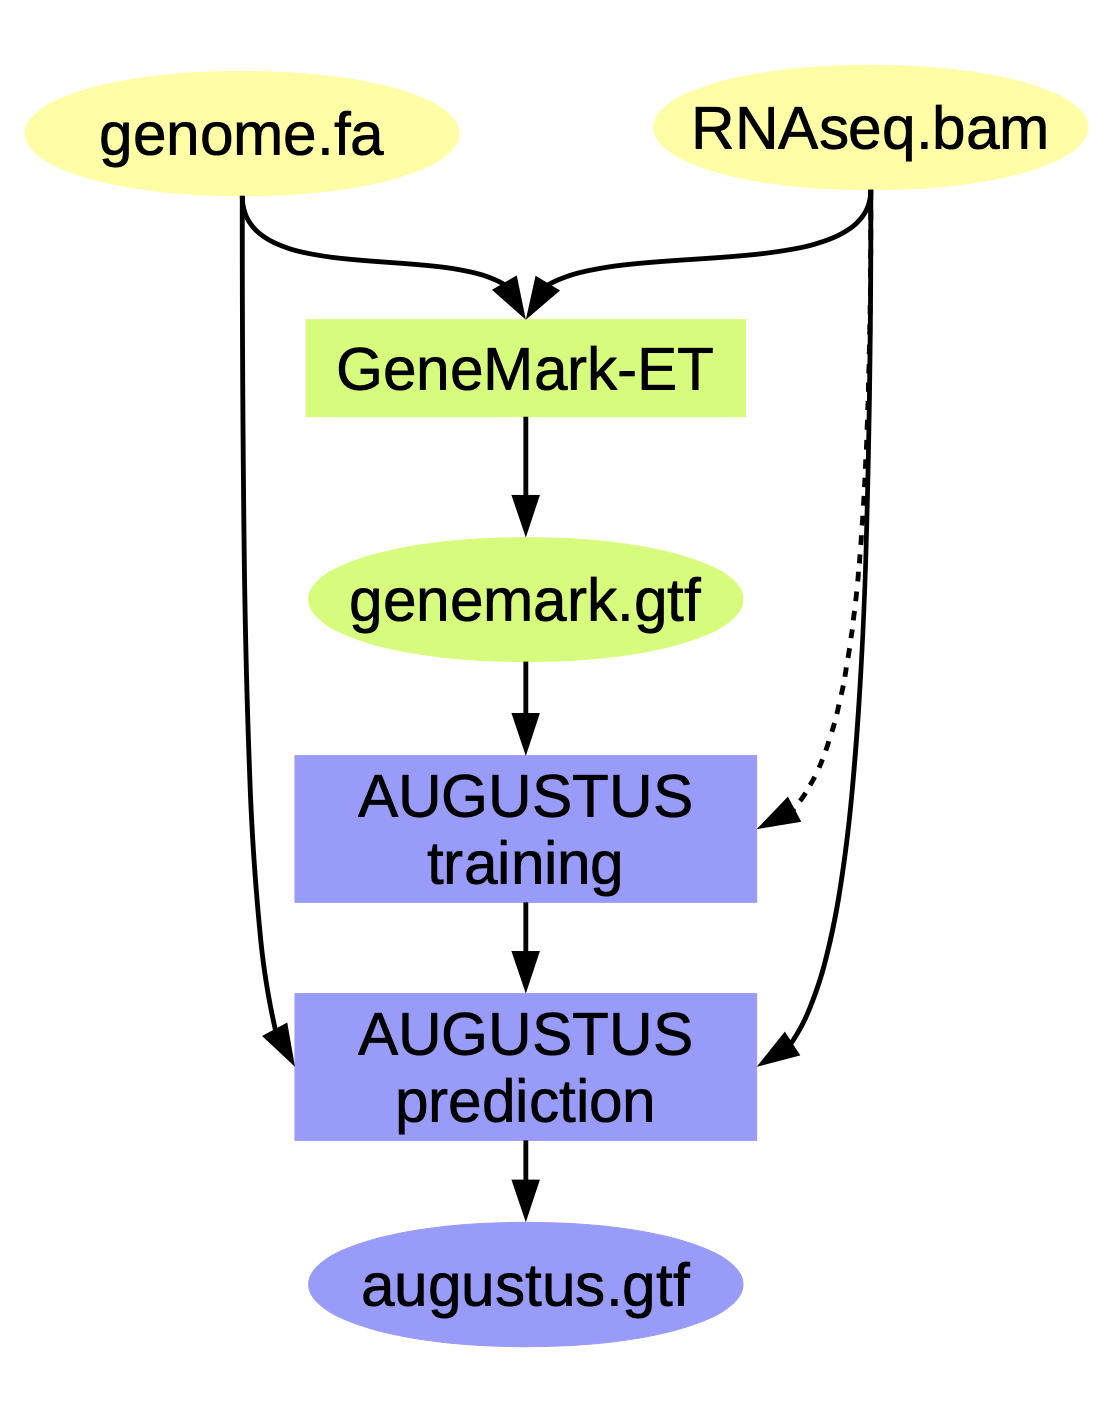 genome.fa
RNAseq.bam
GeneMark-ET
genemark.gtf
AUGUSTUS
training
AUGUSTUS
prediction
augustus.gtf